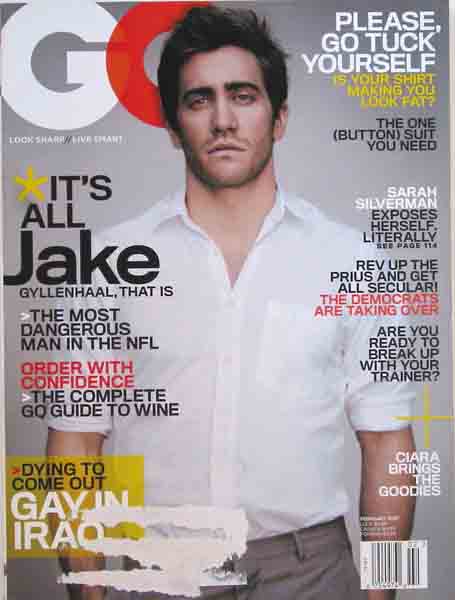 GQ
LOOK SHARP // LIVE SMART
PLEASE,
GO TUCK
YOURSELF
IS YOUR SHIRT
MAKING YOU
LOOK FAT?
THE ONE
(BUTTON) SUIT
YOU NEED
*IT'S
ALL
Jake
GYLLENHAAL, THAT IS
>THE MOST
DANGEROUS
MAN IN THE NFL
ORDER WITH
CONFIDENCE
>THE COMPLETE
GQ GUIDE TO WINE
>DYING TO
COME OUT
GAY IN
IRAQ
SARAH
SILVERMAN
EXPOSES
HERSELF,
LITERALLY
SEE PAGE 114
REV UP THE
PRIUS AND GET
ALL SECULAR!
THE DEMOCRATS
ARE TAKING OVER
ARE YOU
READY TO
BREAK UP
WITH YOUR
TRAINER?
CIARA
BRINGS
THE
GOODIES
FEBRUARY 2007